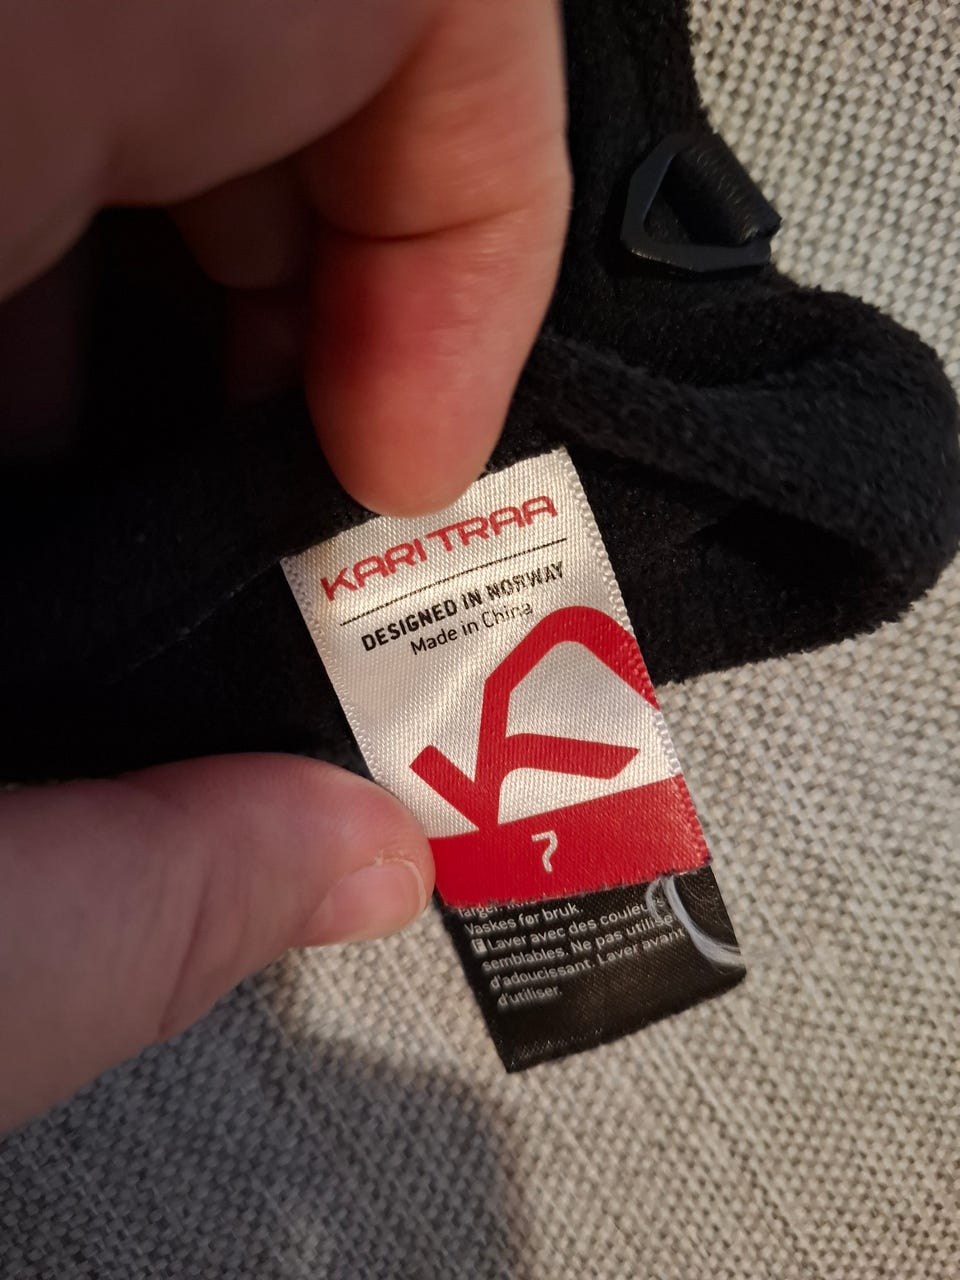 KARI TRAA
DESIGNED IN NORWAY
Made in China
7
Vaskes før bruk.
F Laver avec des couleurs
semblables. Ne pas utiliser
d'adoucissant. Laver avant
d'utiliser.